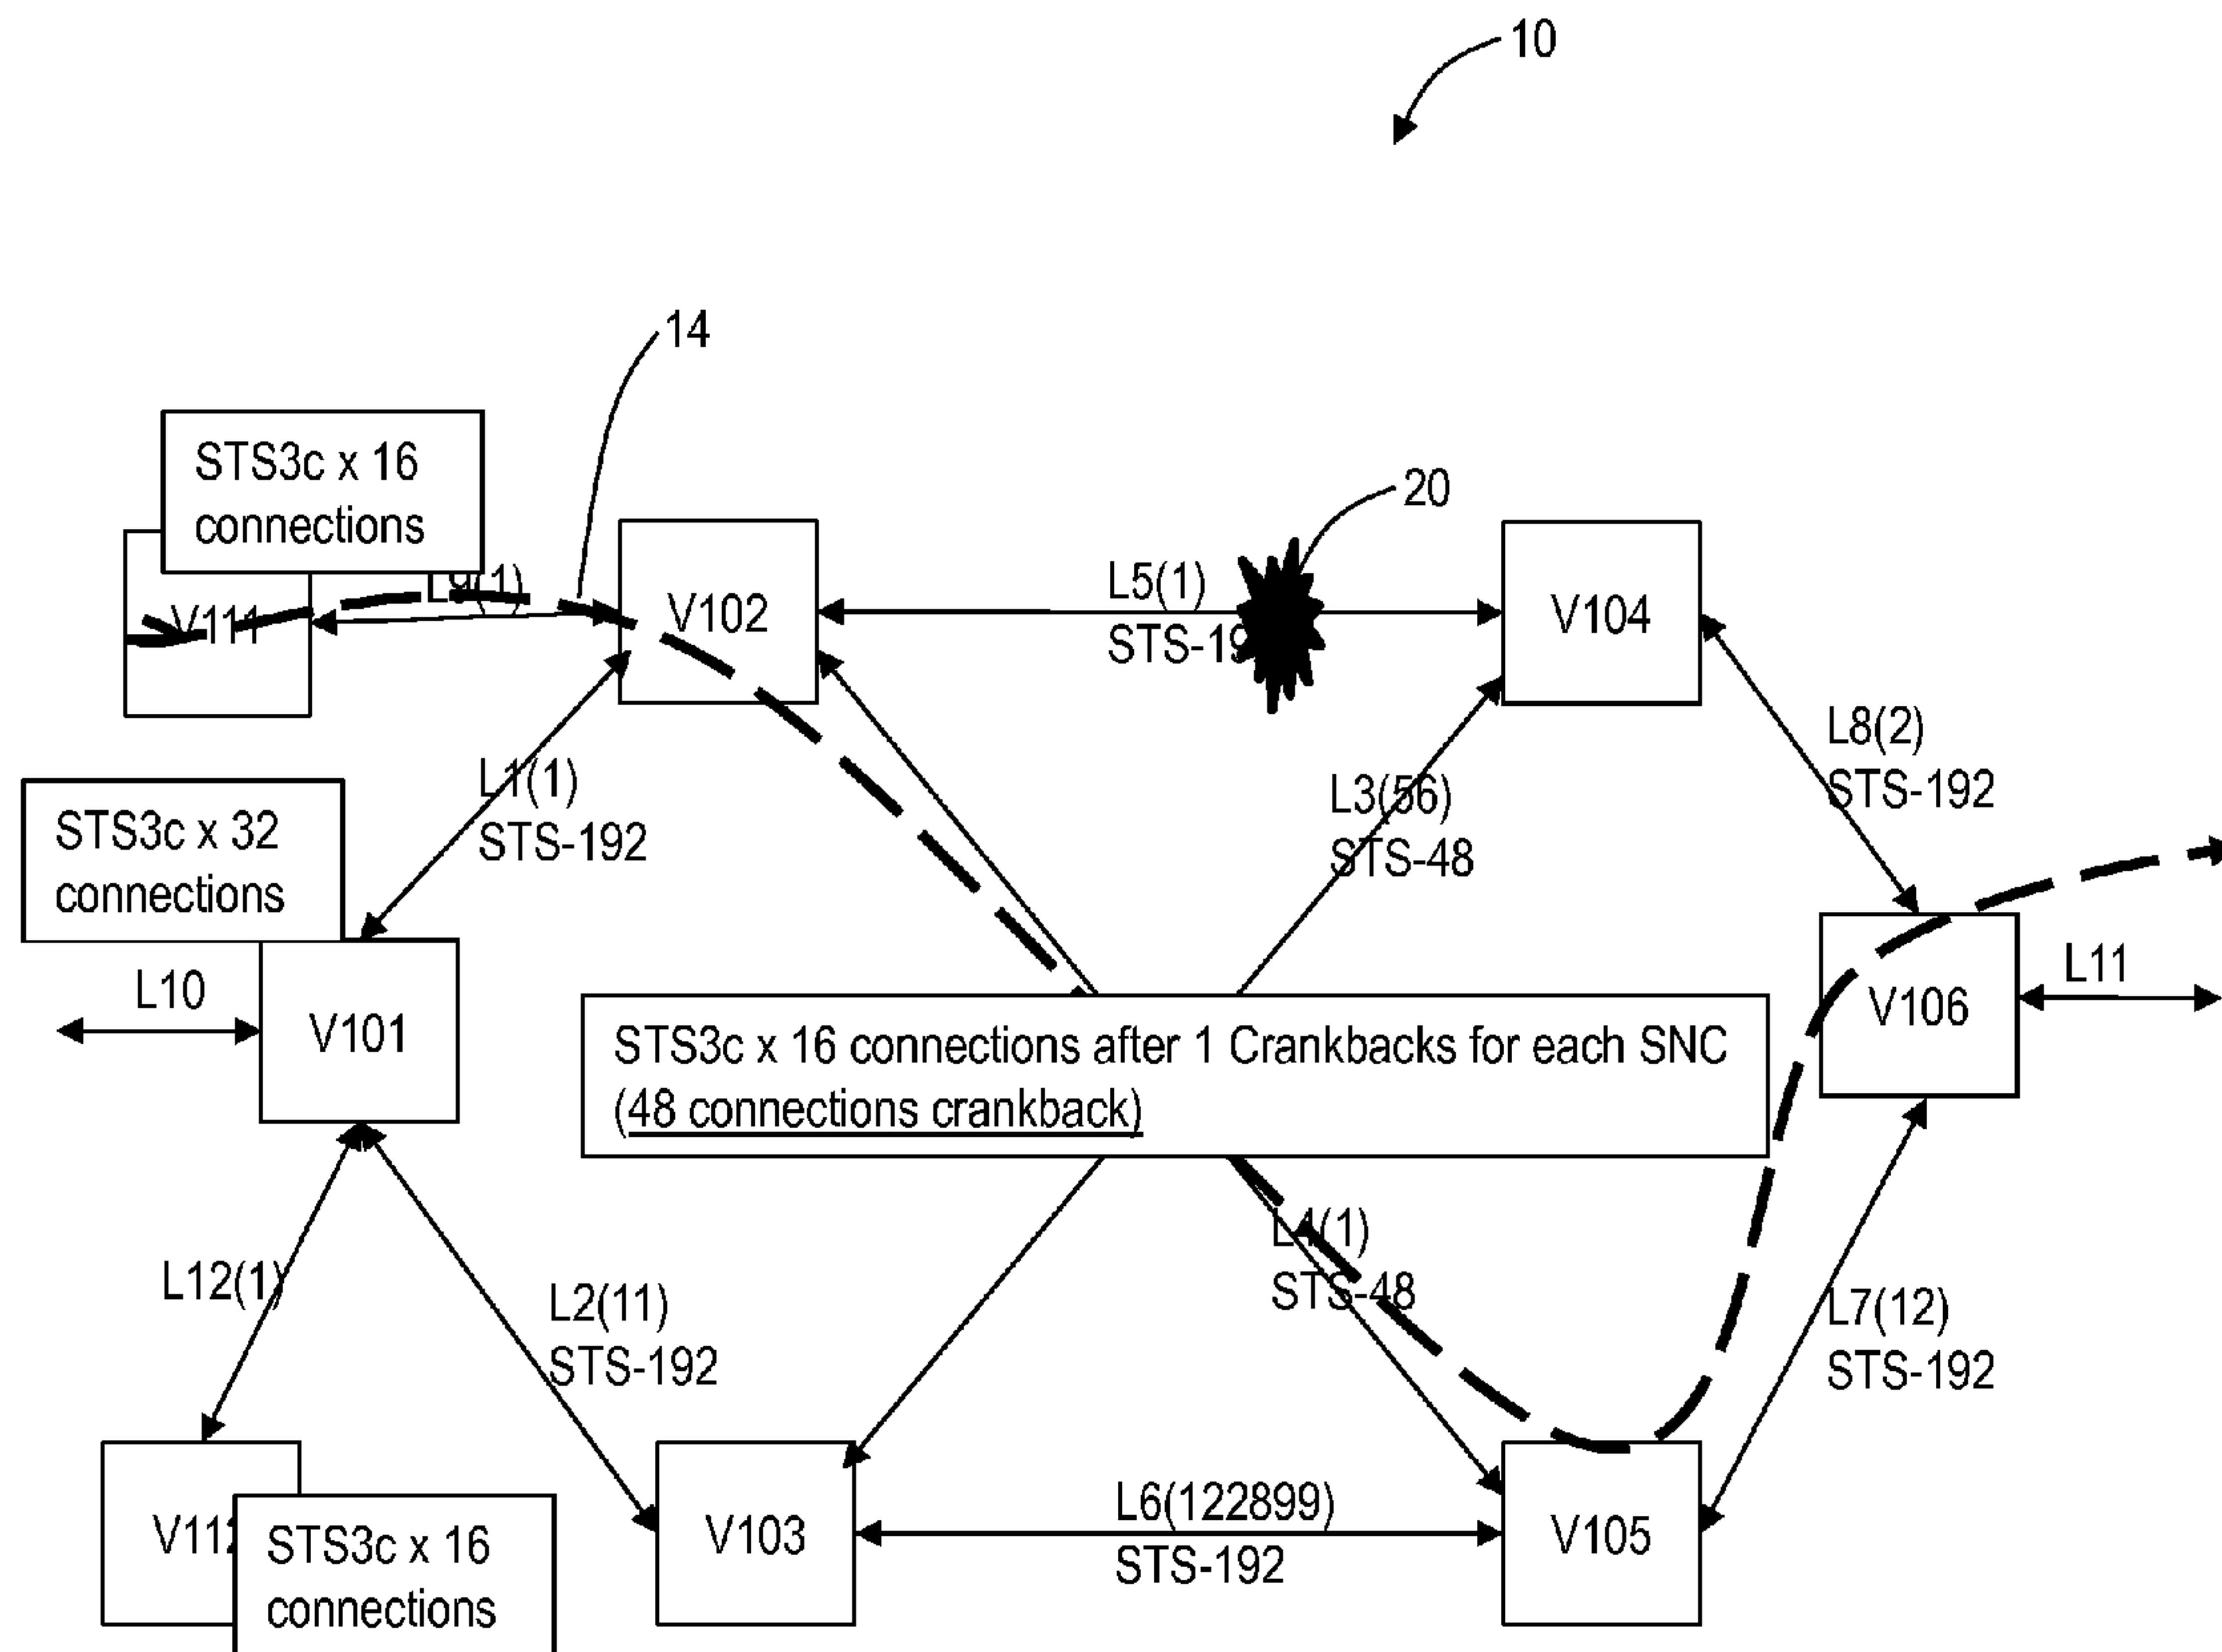 10
14
STS3c x 16
connections
20
L9(1)
V111
V102
L5(1)
STS-19
V104
L8(2)
STS-192
L1(1)
STS-192
L3(56)
STS-48
STS3c x 32
connections
L10
V101
STS3c x 16 connections after 1 Crankbacks for each SNC
(48 connections crankback)
V106
L11
L4(1)
STS-48
L12(1)
L2(11)
STS-192
L7(12)
STS-192
V112
STS3c x 16
connections
V103
L6(122899)
STS-192
V105